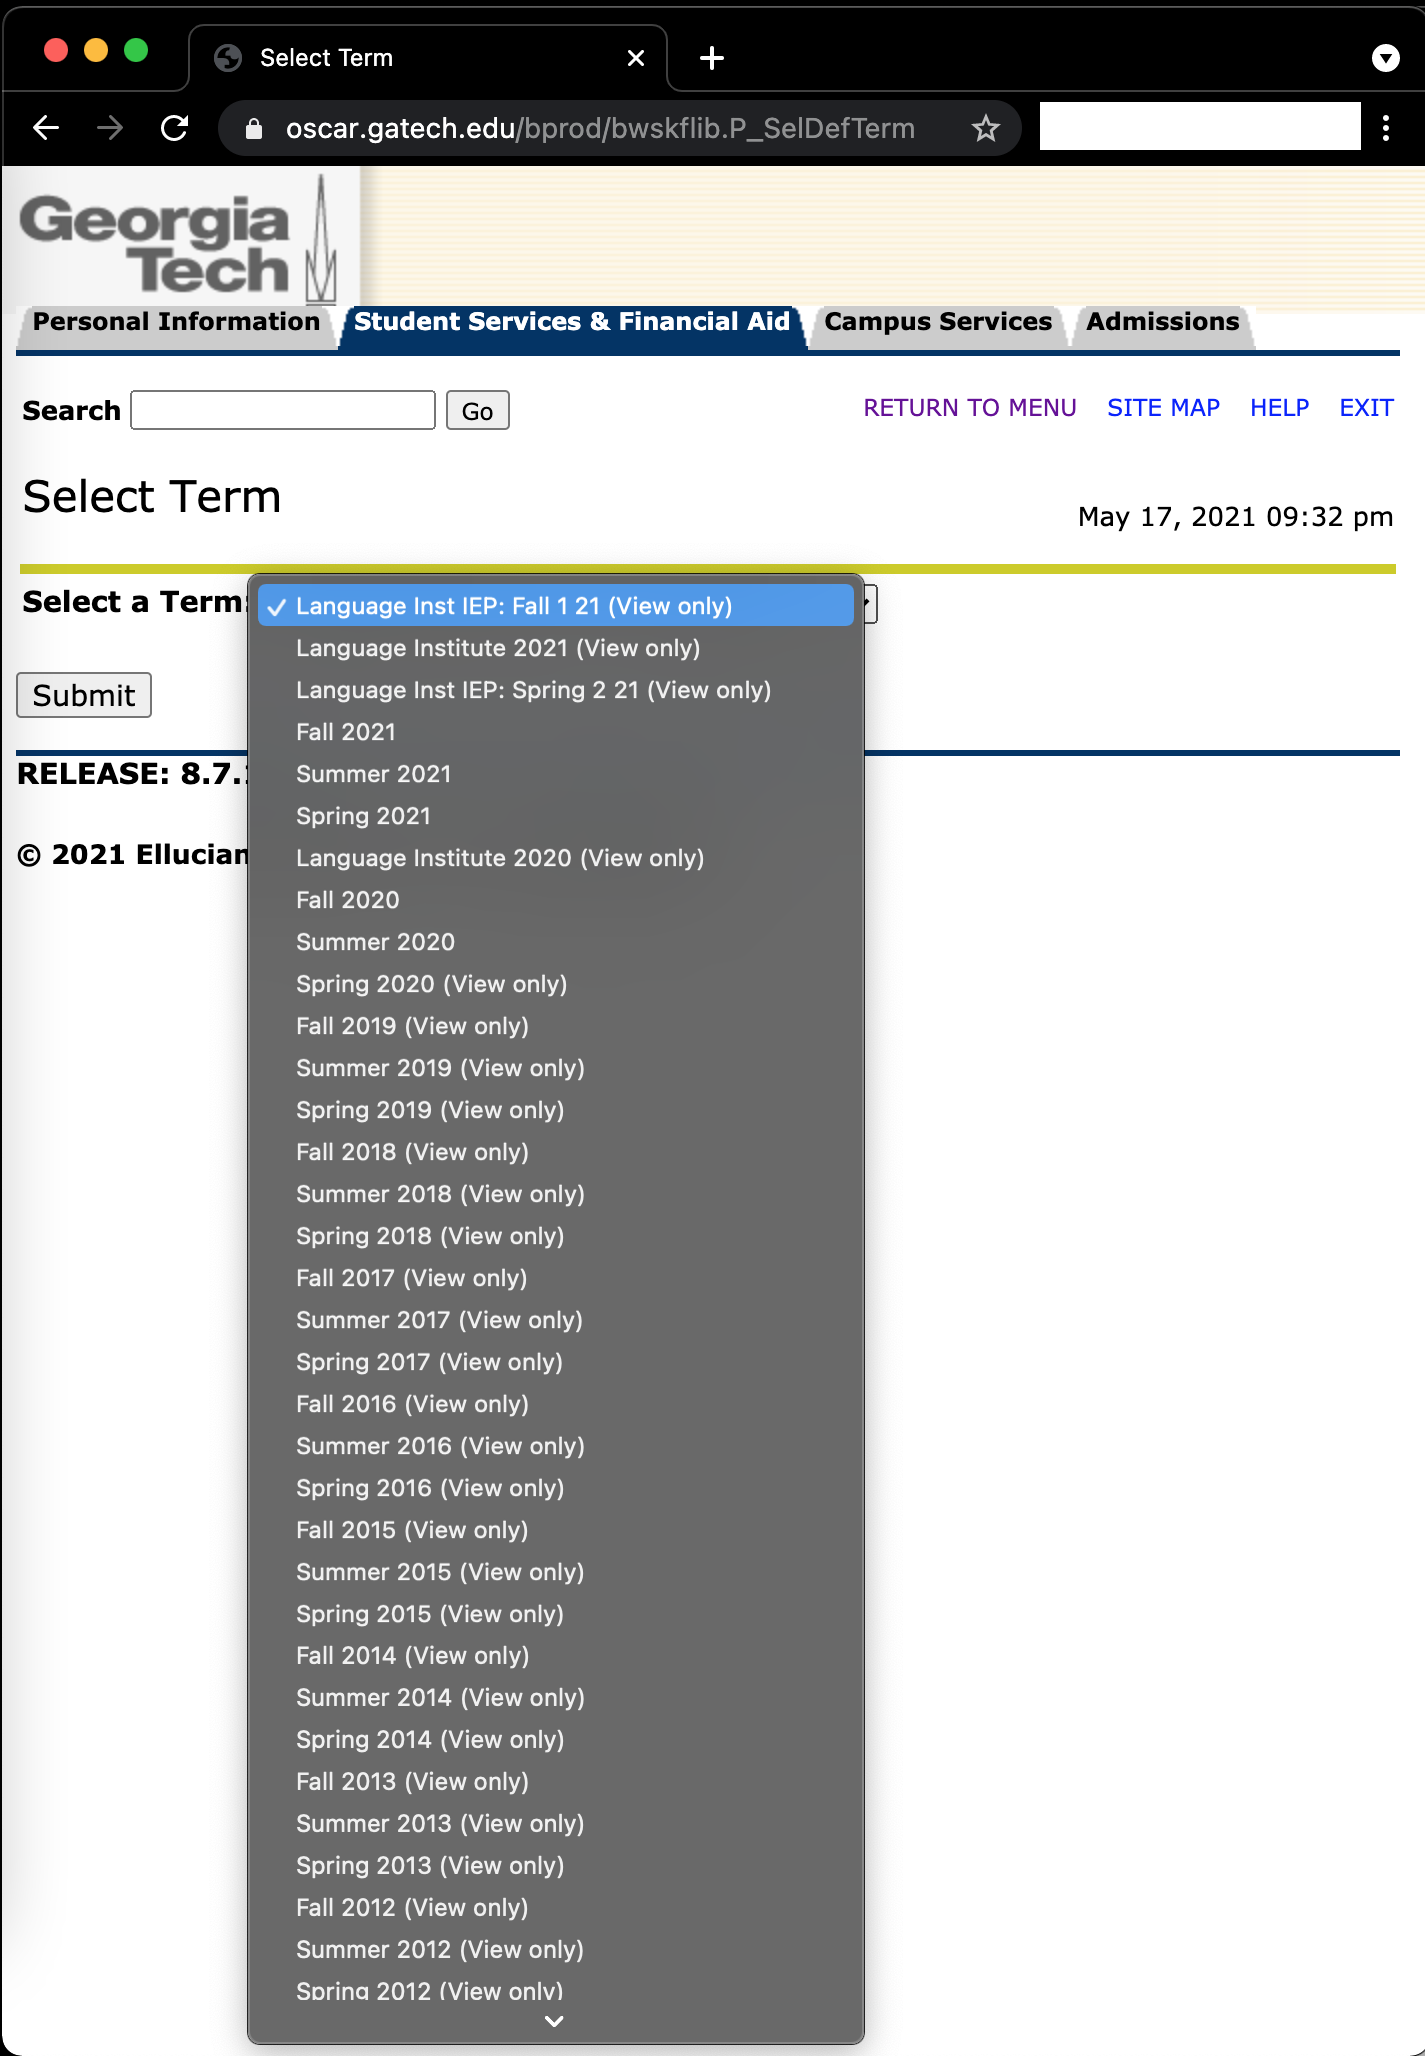 Select Term
oscar.gatech.edu/bprod/bwskflib.P_SelDefTerm
Georgia
Tech
Personal Information Student Services & Financial Aid Campus Services Admissions
Search Go RETURN TO MENU SITE MAP HELP EXIT
Select Term
May 17, 2021 09:32 pm
Select a Term:
Language Inst IEP: Fall 1 21 (View only)
Language Institute 2021 (View only)
Language Inst IEP: Spring 2 21 (View only)
Fall 2021
Summer 2021
Spring 2021
Language Institute 2020 (View only)
Fall 2020
Summer 2020
Spring 2020 (View only)
Fall 2019 (View only)
Summer 2019 (View only)
Spring 2019 (View only)
Fall 2018 (View only)
Summer 2018 (View only)
Spring 2018 (View only)
Fall 2017 (View only)
Summer 2017 (View only)
Spring 2017 (View only)
Fall 2016 (View only)
Summer 2016 (View only)
Spring 2016 (View only)
Fall 2015 (View only)
Summer 2015 (View only)
Spring 2015 (View only)
Fall 2014 (View only)
Summer 2014 (View only)
Spring 2014 (View only)
Fall 2013 (View only)
Summer 2013 (View only)
Spring 2013 (View only)
Fall 2012 (View only)
Summer 2012 (View only)
Spring 2012 (View only)
Submit
RELEASE: 8.7.
© 2021 Ellucian